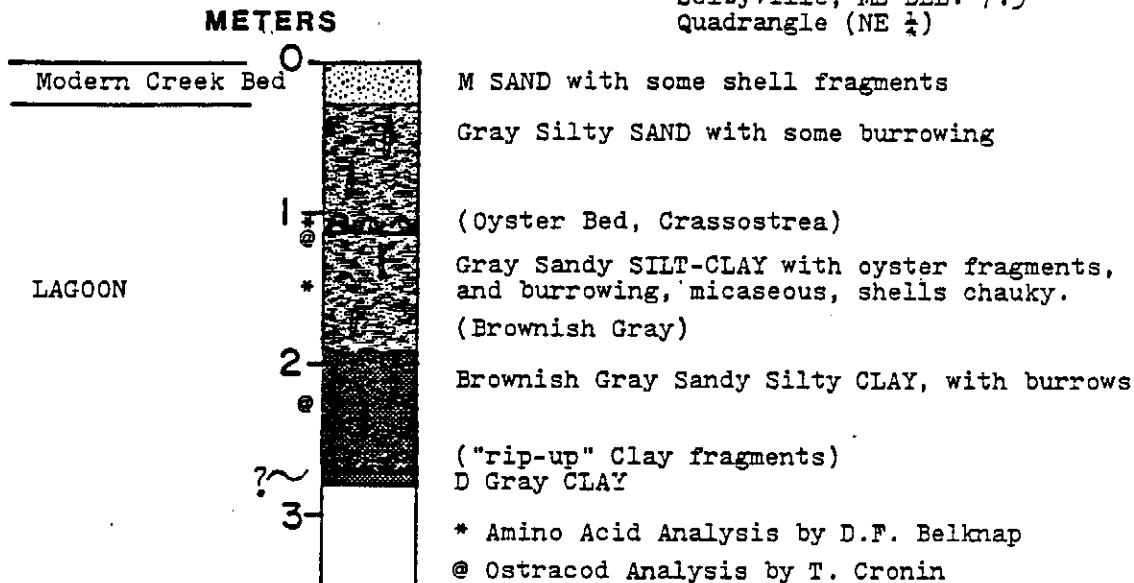 METERS
Quadrangle (NE ¼)
0
Modern Creek Bed
M SAND with some shell fragments
Gray Silty SAND with some burrowing
1
*
@
(Oyster Bed, Crassostrea)
LAGOON
*
Gray Sandy SILT-CLAY with oyster fragments,
and burrowing, micaseous, shells chauky.
(Brownish Gray)
2
Brownish Gray Sandy Silty CLAY, with burrows
@
("rip-up" Clay fragments)
?~
D Gray CLAY
3
* Amino Acid Analysis by D.F. Belknap
@ Ostracod Analysis by T. Cronin